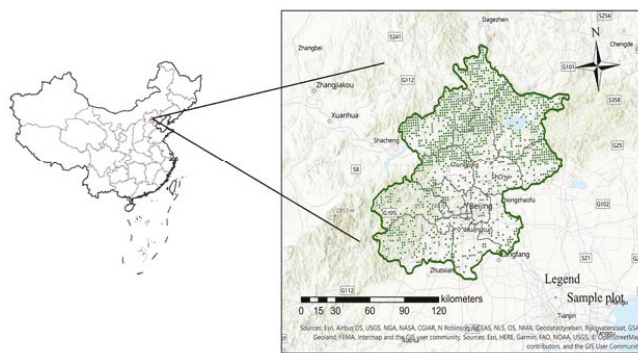 Dagezhen
S254
Zhangbei
S241
Chengde
G112
G101
Zhangjiakou
Xuanhua
S358
Shacheng
G25
S8
Beijing
G102
G105
Langfang
Zhuoxian
S21
Legend
G112
Sample plot
kilometers
0 15 30 60 90 120
Tianjin
Sources: Esri, Airbus DS, USGS, NGA, NASA, CGIAR, N Robinson, NCEAS, NLS, OS, NMA, Geodatastyrelsen, Rijkswaterstaat, GSA,
Geoland, FEMA, Intermap and the GIS user community, Sources: Esri, HERE, Garmin, FAO, NOAA, USGS, © OpenStreetMap
contributors, and the GIS User Community